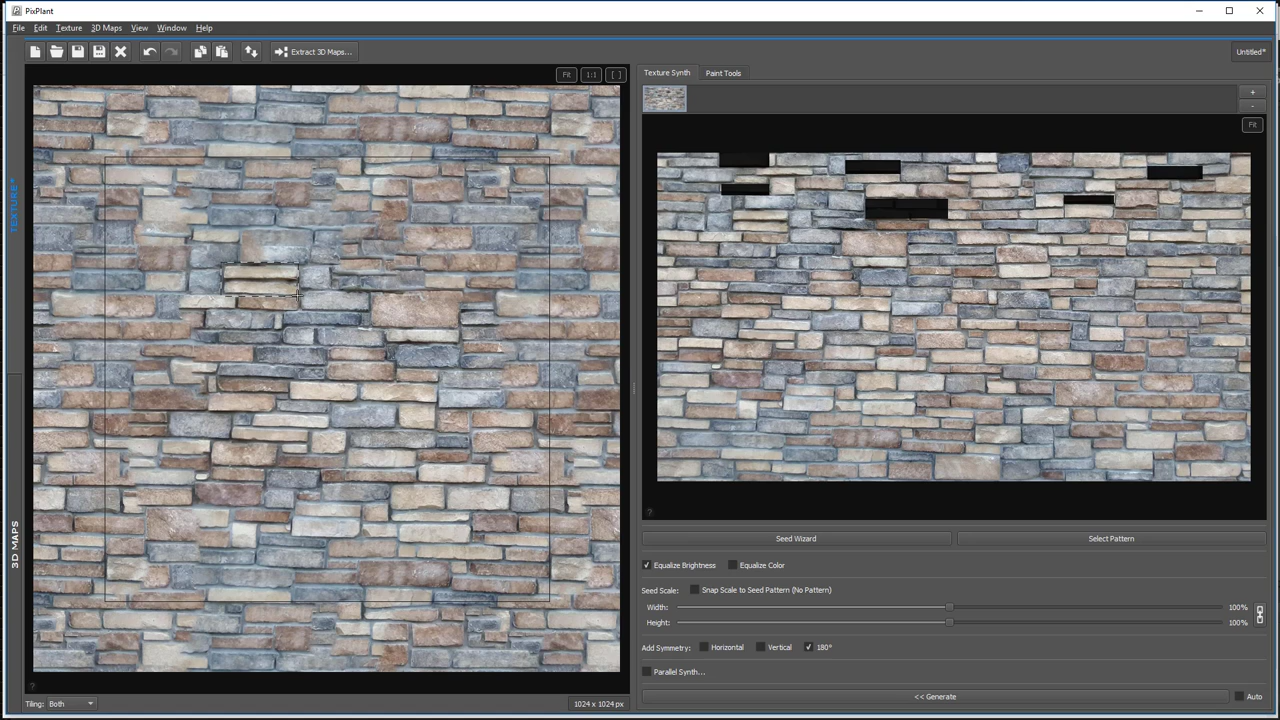 PixPlant
File Edit Texture 3D Maps View Window Help
Extract 3D Maps...
Untitled*
Fit 1:1 [ ]
Texture Synth Paint Tools
+
-
Fit
TEXTURE*
3D MAPS
?
?
Seed Wizard Select Pattern
Equalize Brightness Equalize Color
Seed Scale: Snap Scale to Seed Pattern (No Pattern)
Width: 100%
Height: 100%
Add Symmetry: Horizontal Vertical 180°
Parallel Synth...
<< Generate Auto
Tiling: Both 1024 x 1024 px